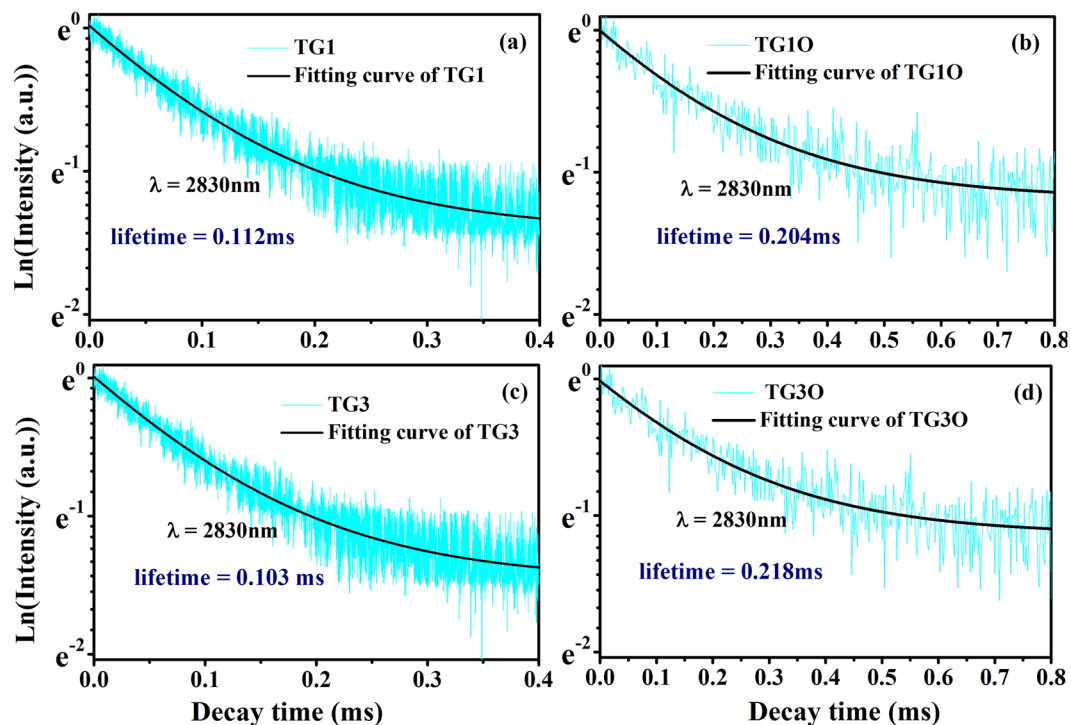 Ln(Intensity (a.u.))
e0
e-1
e-2
TG1
Fitting curve of TG1
(a)
λ = 2830nm
lifetime = 0.112ms
0.0 0.1 0.2 0.3 0.4
e0
e-1
e-2
TG1O
Fitting curve of TG1O
(b)
λ = 2830nm
lifetime = 0.204ms
0.0 0.1 0.2 0.3 0.4 0.5 0.6 0.7 0.8
Ln(Intensity (a.u.))
e0
e-1
e-2
TG3
Fitting curve of TG3
(c)
λ = 2830nm
lifetime = 0.103 ms
0.0 0.1 0.2 0.3 0.4
Decay time (ms)
e0
e-1
e-2
TG3O
Fitting curve of TG3O
(d)
λ = 2830nm
lifetime = 0.218ms
0.0 0.1 0.2 0.3 0.4 0.5 0.6 0.7 0.8
Decay time (ms)